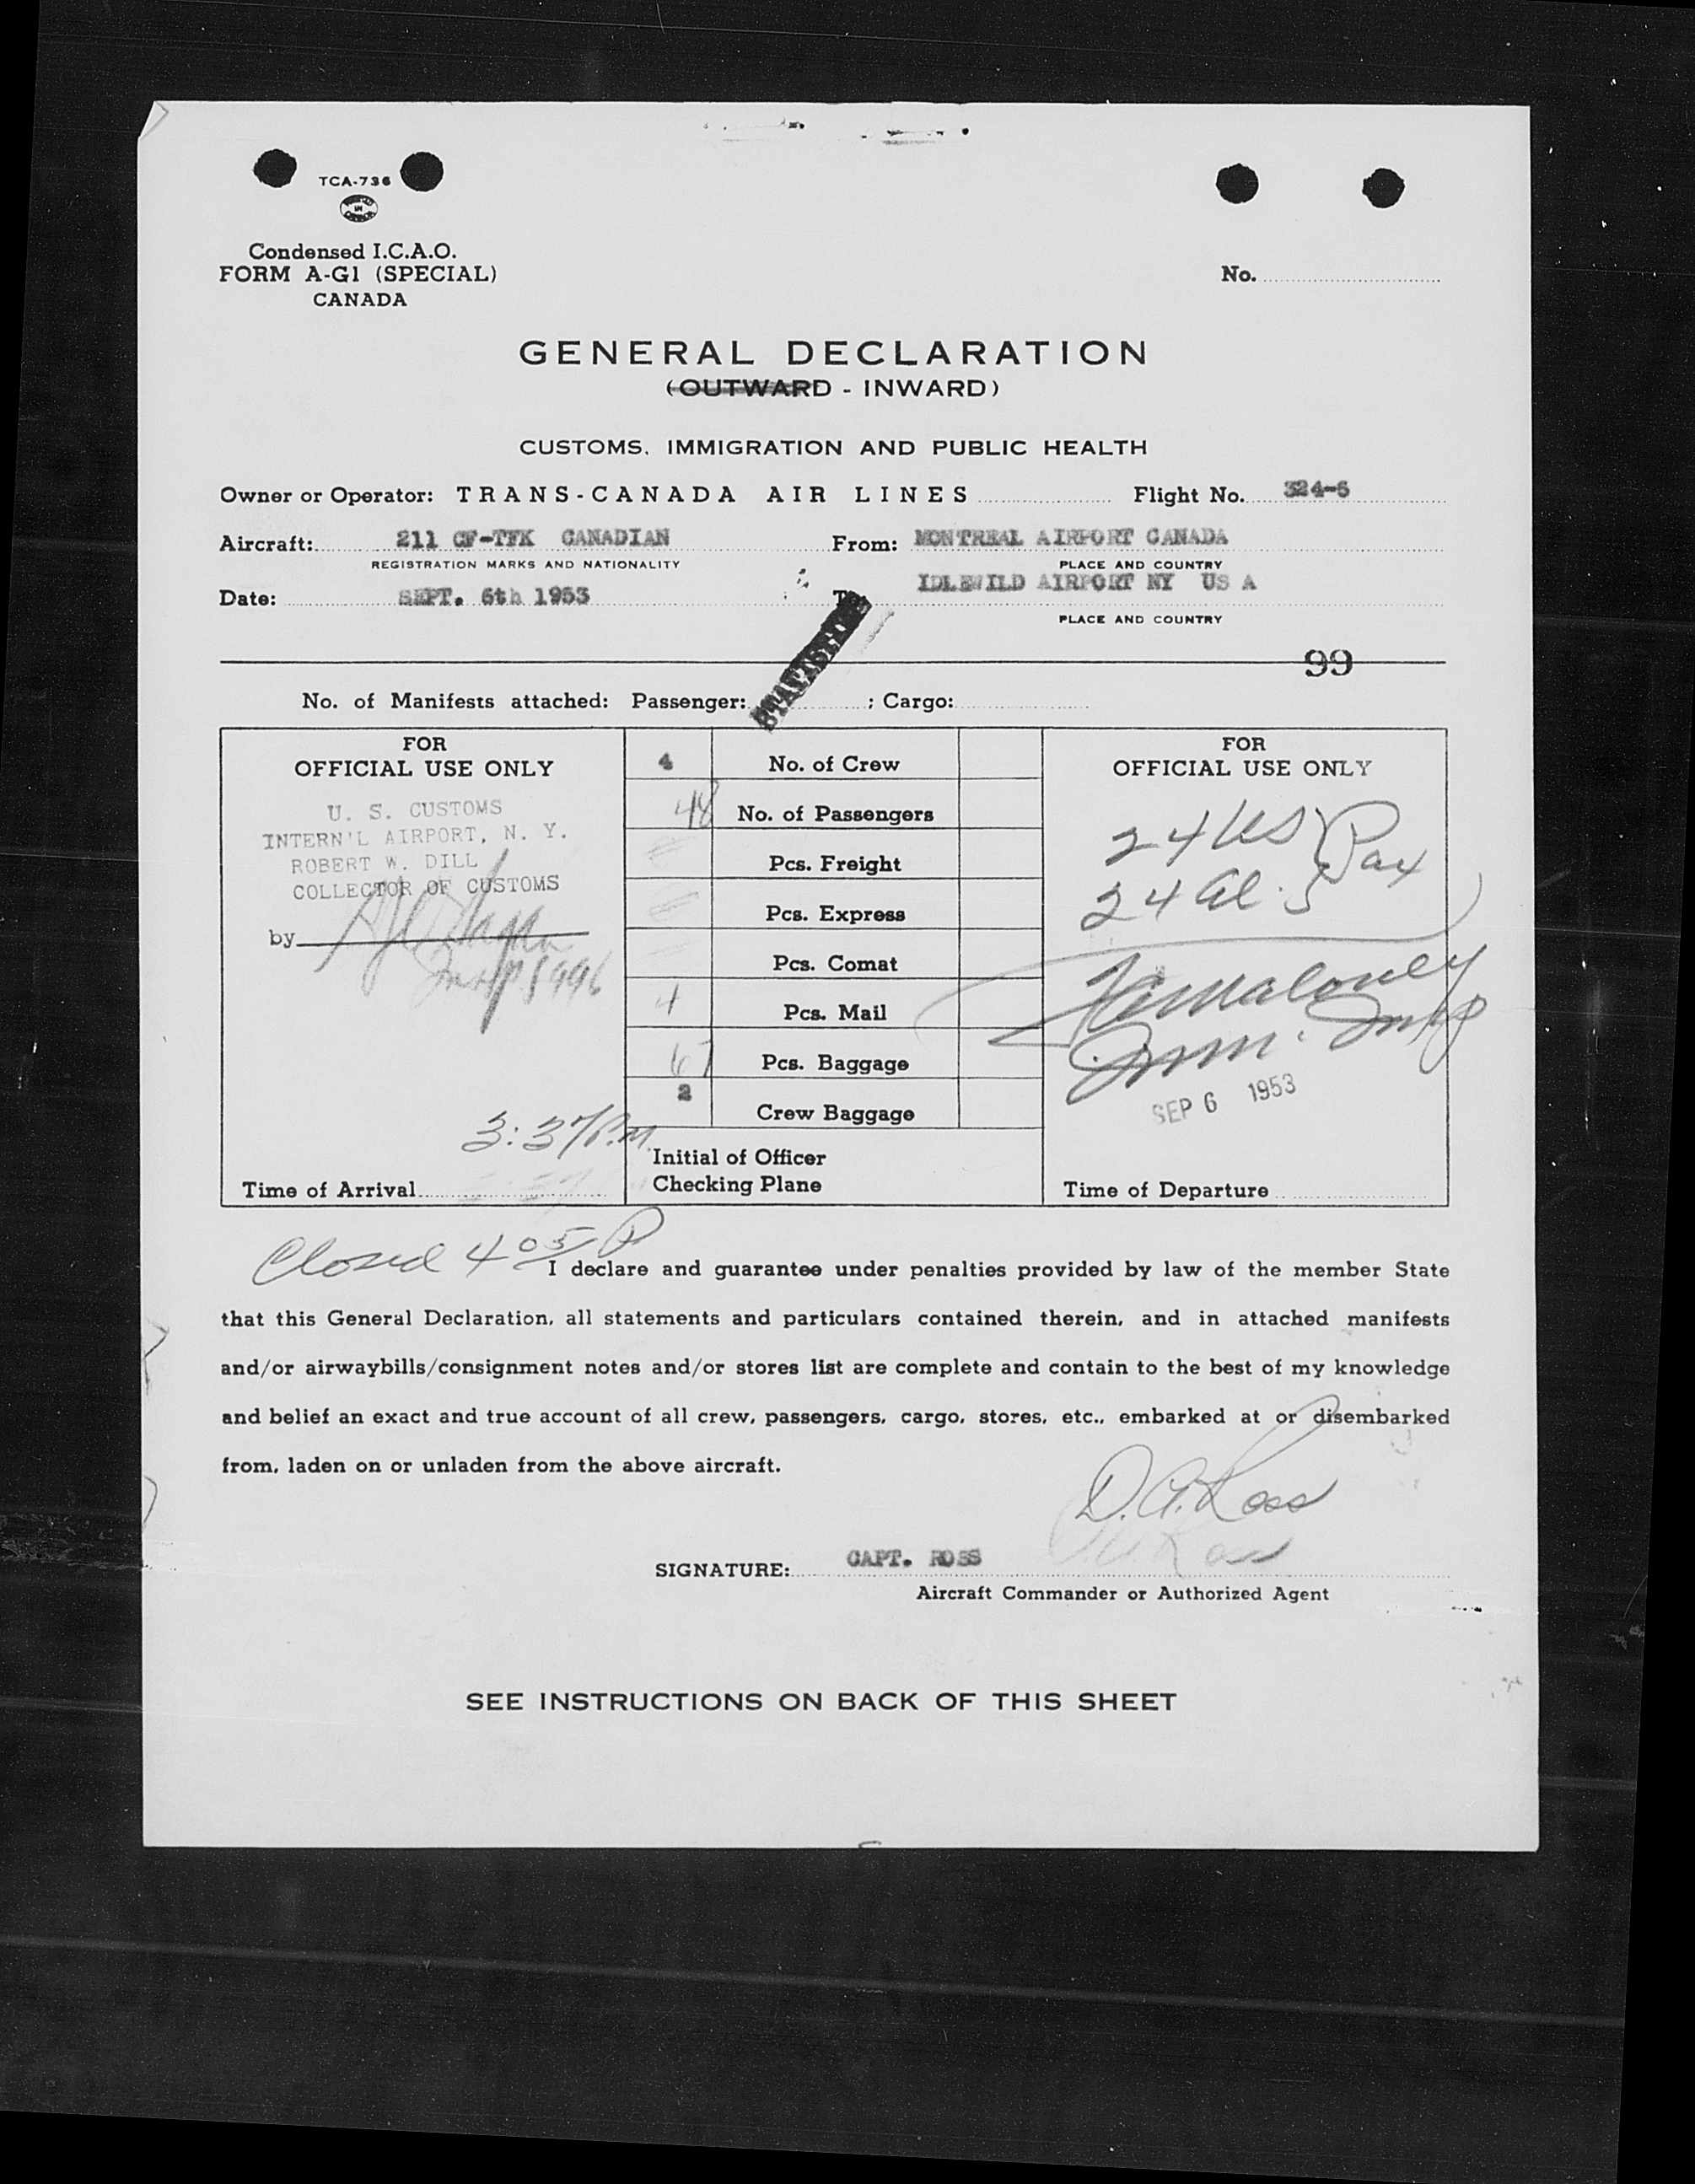 TCA-736
Condensed I.C.A.O.
FORM A-G1 (SPECIAL)
CANADA
No.
GENERAL DECLARATION
(OUTWARD - INWARD)
CUSTOMS, IMMIGRATION AND PUBLIC HEALTH
Owner or Operator: TRANS-CANADA AIR LINES Flight No. 324-6
Aircraft: 211 CF-TFK CANADIAN From: MONTREAL AIRPORT CANADA
REGISTRATION MARKS AND NATIONALITY PLACE AND COUNTRY
Date: SEPT. 6th 1953 To IDLEWILD AIRPORT NY US A
PLACE AND COUNTRY
99
No. of Manifests attached: Passenger: ; Cargo:
FOR
OFFICIAL USE ONLY
U. S. CUSTOMS
INTERN'L AIRPORT, N. Y.
ROBERT W. DILL
COLLECTOR OF CUSTOMS
by
3:37 P.M.
Time of Arrival
4 No. of Crew
48 No. of Passengers
Pcs. Freight
Pcs. Express
Pcs. Comat
4 Pcs. Mail
67 Pcs. Baggage
2 Crew Baggage
Initial of Officer
Checking Plane
FOR
OFFICIAL USE ONLY
24 US } Pax
24 Al.
Imm. Insp
SEP 6 1953
Time of Departure
Closed 405 P
I declare and guarantee under penalties provided by law of the member State
that this General Declaration, all statements and particulars contained therein, and in attached manifests
and/or airwaybills/consignment notes and/or stores list are complete and contain to the best of my knowledge
and belief an exact and true account of all crew, passengers, cargo, stores, etc., embarked at or disembarked
from, laden on or unladen from the above aircraft.
D. A. Ross
SIGNATURE: CAPT. ROSS
Aircraft Commander or Authorized Agent
SEE INSTRUCTIONS ON BACK OF THIS SHEET